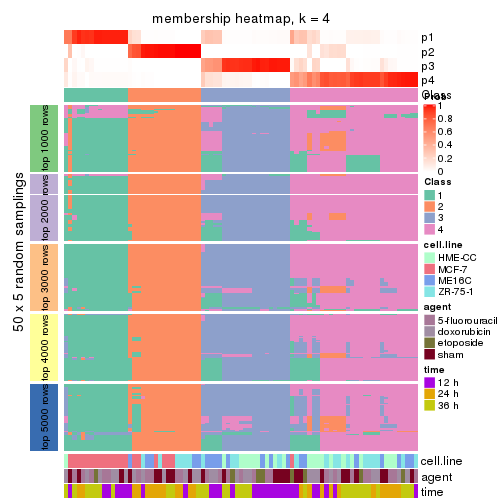 membership heatmap, k = 4
p1
p2
p3
p4
Class
Prob
1
0.8
0.6
0.4
0.2
0
Class
1
2
3
4
cell.line
HME-CC
MCF-7
ME16C
ZR-75-1
agent
5-fluorouracil
doxorubicin
etoposide
sham
time
12 h
24 h
36 h
50 x 5 random samplings
top 1000 rows
top 2000 rows
top 3000 rows
top 4000 rows
top 5000 rows
cell.line
agent
time